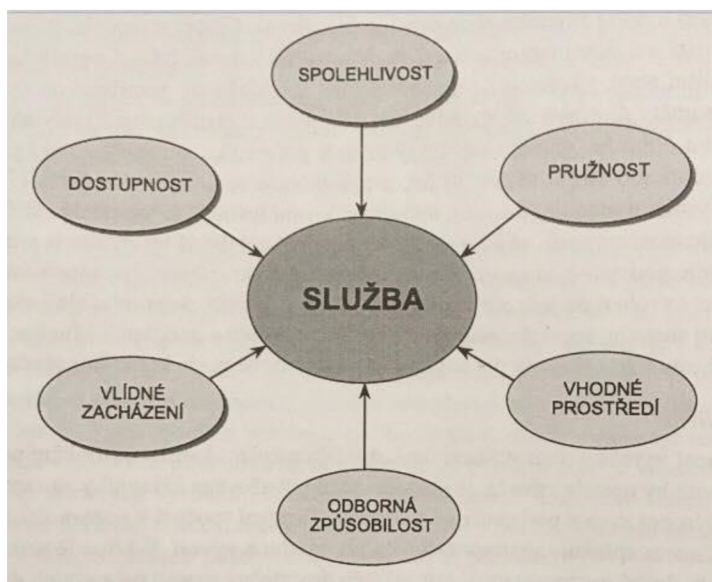 SPOLEHLIVOST
DOSTUPNOST
PRUŽNOST
SLUŽBA
VLÍDNÉ
ZACHÁZENÍ
VHODNÉ
PROSTŘEDÍ
ODBORNÁ
ZPŮSOBILOST